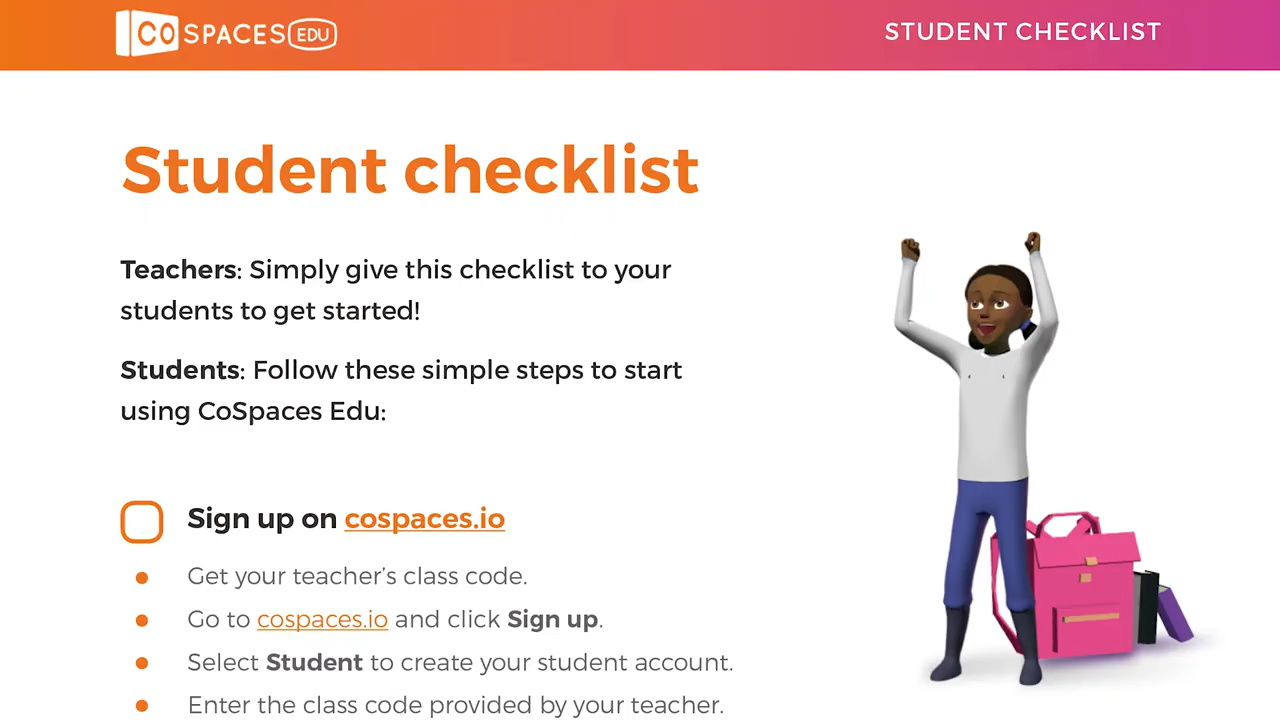 CO SPACES EDU
STUDENT CHECKLIST
Student checklist
Teachers: Simply give this checklist to your
students to get started!
Students: Follow these simple steps to start
using CoSpaces Edu:
Sign up on cospaces.io
Get your teacher’s class code.
Go to cospaces.io and click Sign up.
Select Student to create your student account.
Enter the class code provided by your teacher.